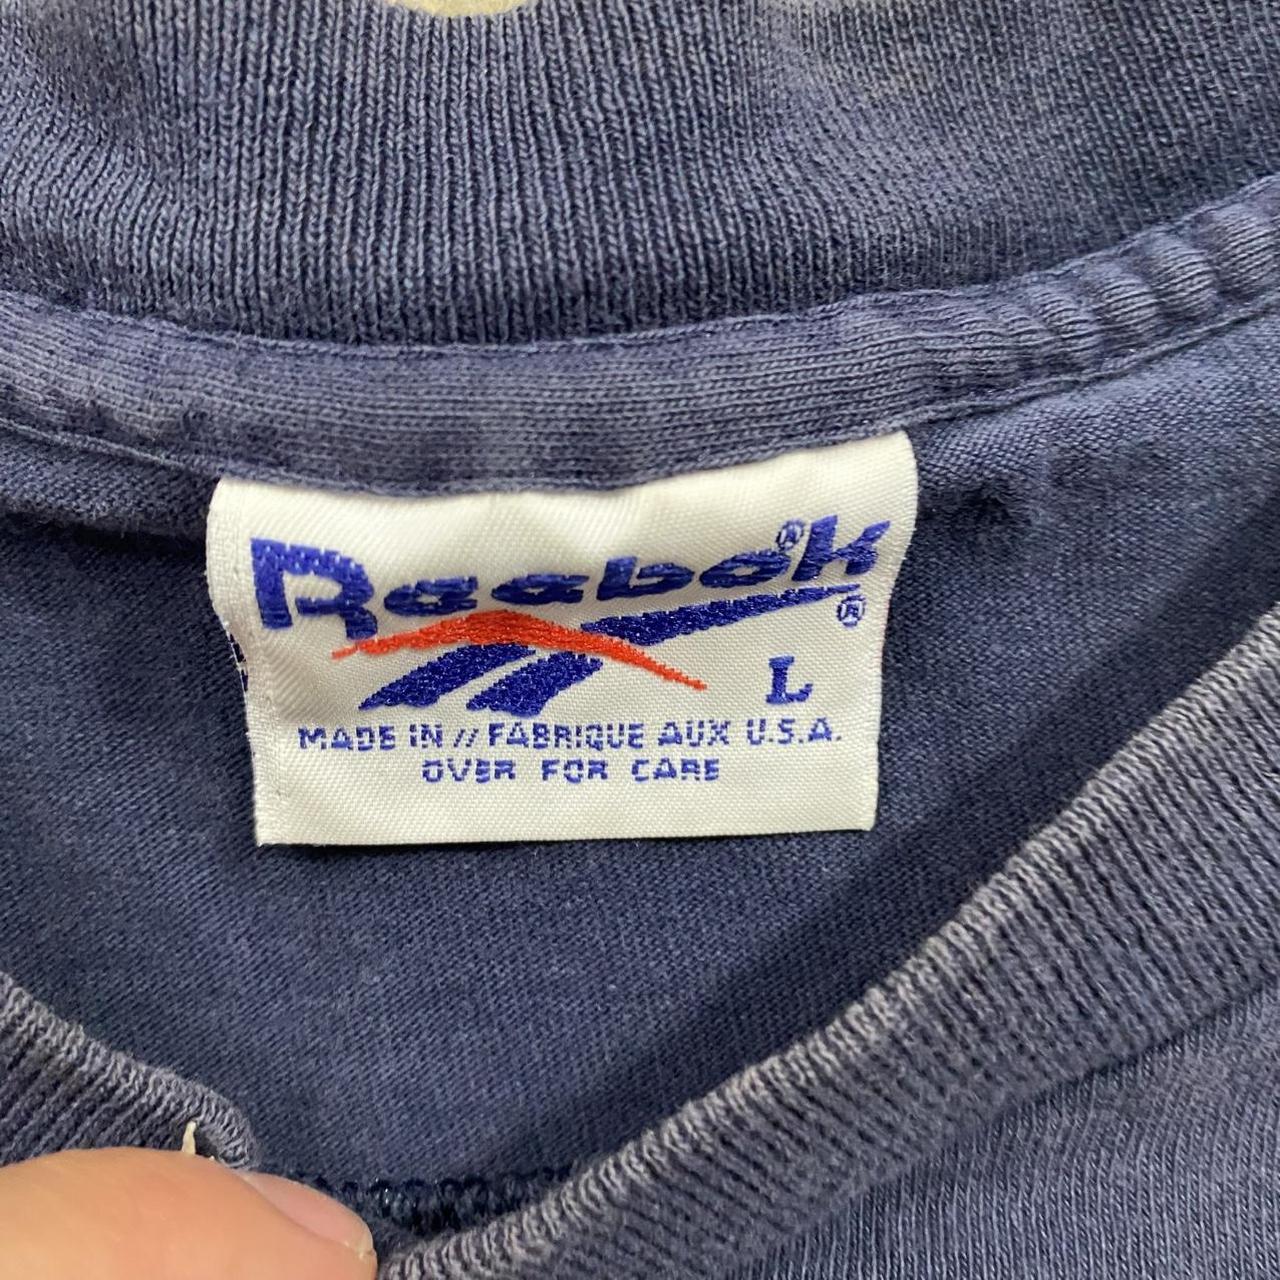 Reebok®
®
L
MADE IN // FABRIQUE AUX U.S.A.
OVER FOR CARE